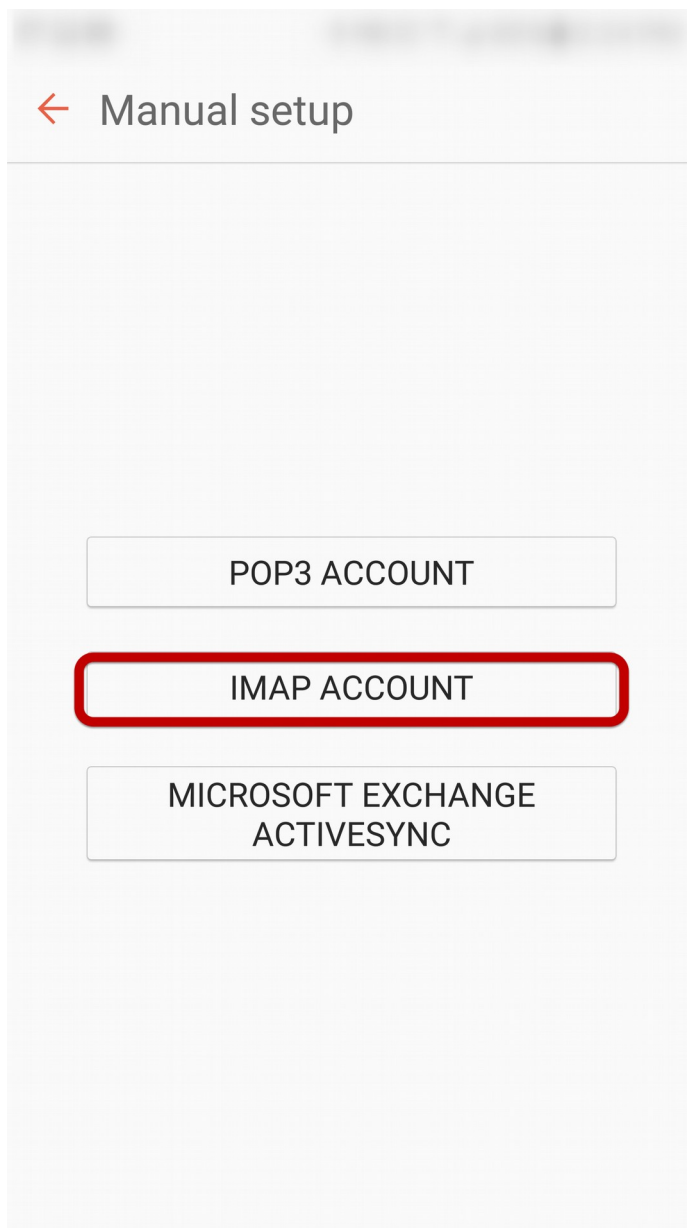 Manual setup
POP3 ACCOUNT
IMAP ACCOUNT
MICROSOFT EXCHANGE
ACTIVESYNC